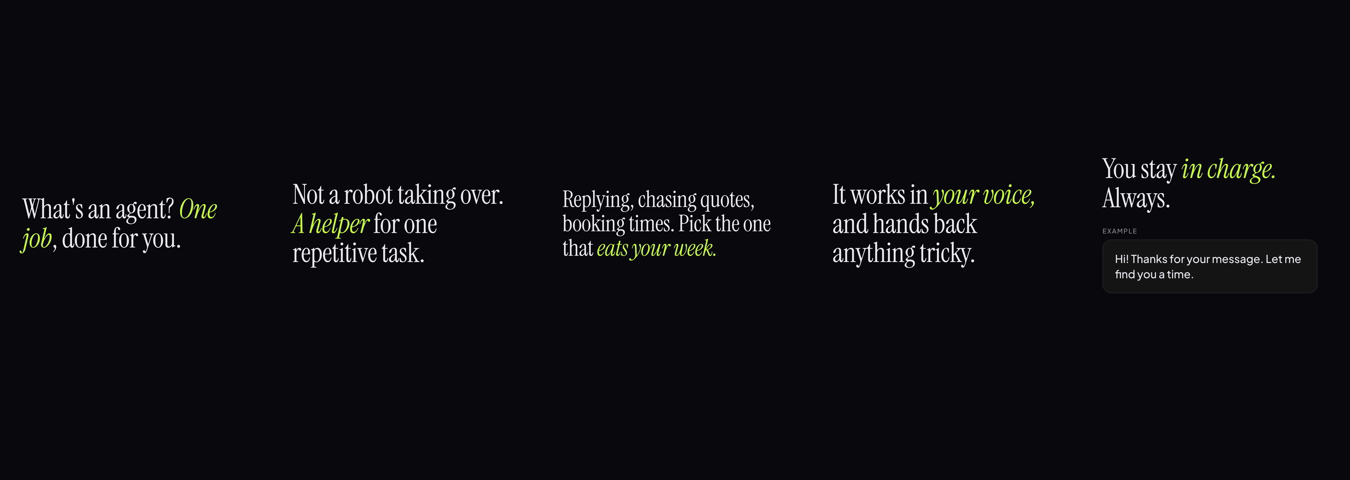 What's an agent? One
job, done for you.
Not a robot taking over.
A helper for one
repetitive task.
Replying, chasing quotes,
booking times. Pick the one
that eats your week.
It works in your voice,
and hands back
anything tricky.
You stay in charge.
Always.
EXAMPLE
Hi! Thanks for your message. Let me
find you a time.